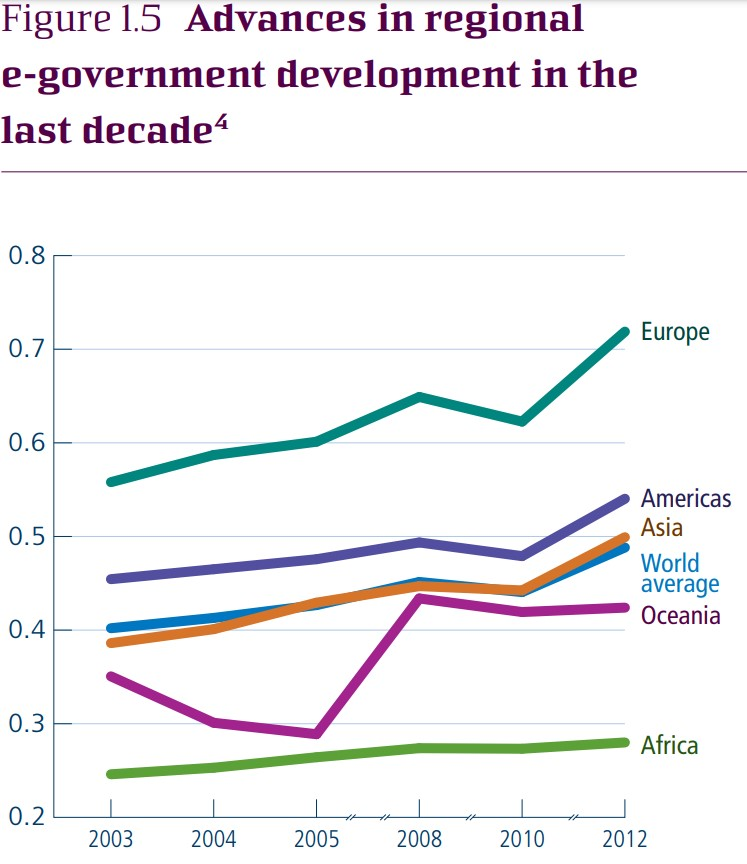 Figure 1.5 Advances in regional
e-government development in the
last decade⁴
0.8
0.7
0.6
0.5
0.4
0.3
0.2
Europe
Americas
Asia
World
average
Oceania
Africa
2003 2004 2005 2008 2010 2012